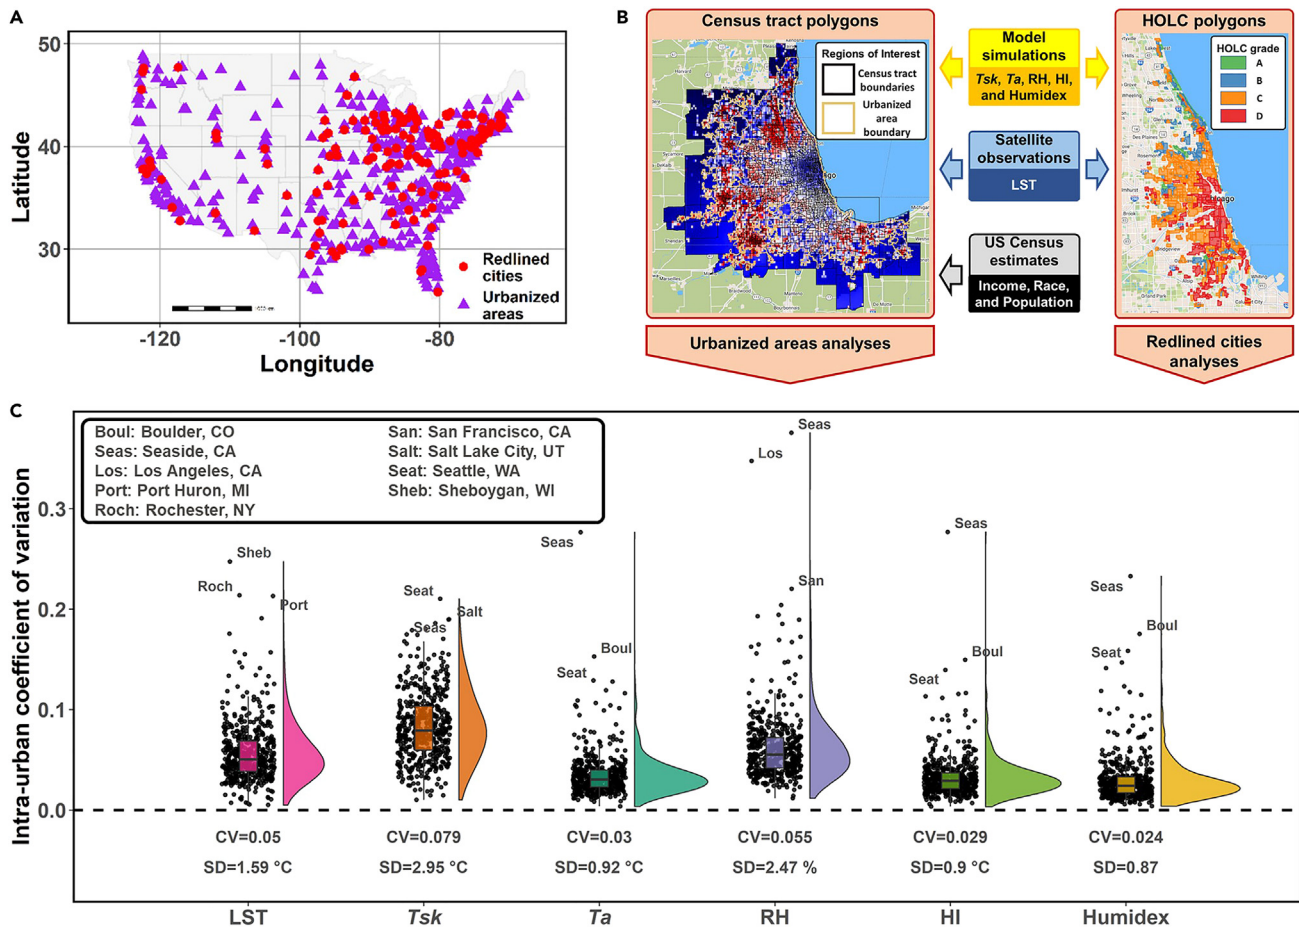 A
50
40
30
Latitude
-120
-100
-80
Longitude
Redlined
cities
Urbanized
areas
B
Census tract polygons
Regions of Interest
Census tract
boundaries
Urbanized
area
boundary
Model
simulations
Tsk, Ta, RH, HI,
and Humidex
Satellite
observations
LST
US Census
estimates
Income, Race,
and Population
HOLC polygons
HOLC grade
A
B
C
D
Chicago
Urbanized areas analyses
Redlined cities
analyses
C
Boul: Boulder, CO
Seas: Seaside, CA
Los: Los Angeles, CA
Port: Port Huron, MI
Roch: Rochester, NY
San: San Francisco, CA
Salt: Salt Lake City, UT
Seat: Seattle, WA
Sheb: Sheboygan, WI
Intra-urban coefficient of variation
0.3
0.2
0.1
0.0
Sheb
Roch
Port
Seat
Salt
Seas
Seas
Boul
Seat
Seas
Los
San
Seas
Boul
Seat
Seas
Boul
Seat
CV=0.05
CV=0.079
CV=0.03
CV=0.055
CV=0.029
CV=0.024
SD=1.59 °C
SD=2.95 °C
SD=0.92 °C
SD=2.47 %
SD=0.9 °C
SD=0.87
LST
Tsk
Ta
RH
HI
Humidex